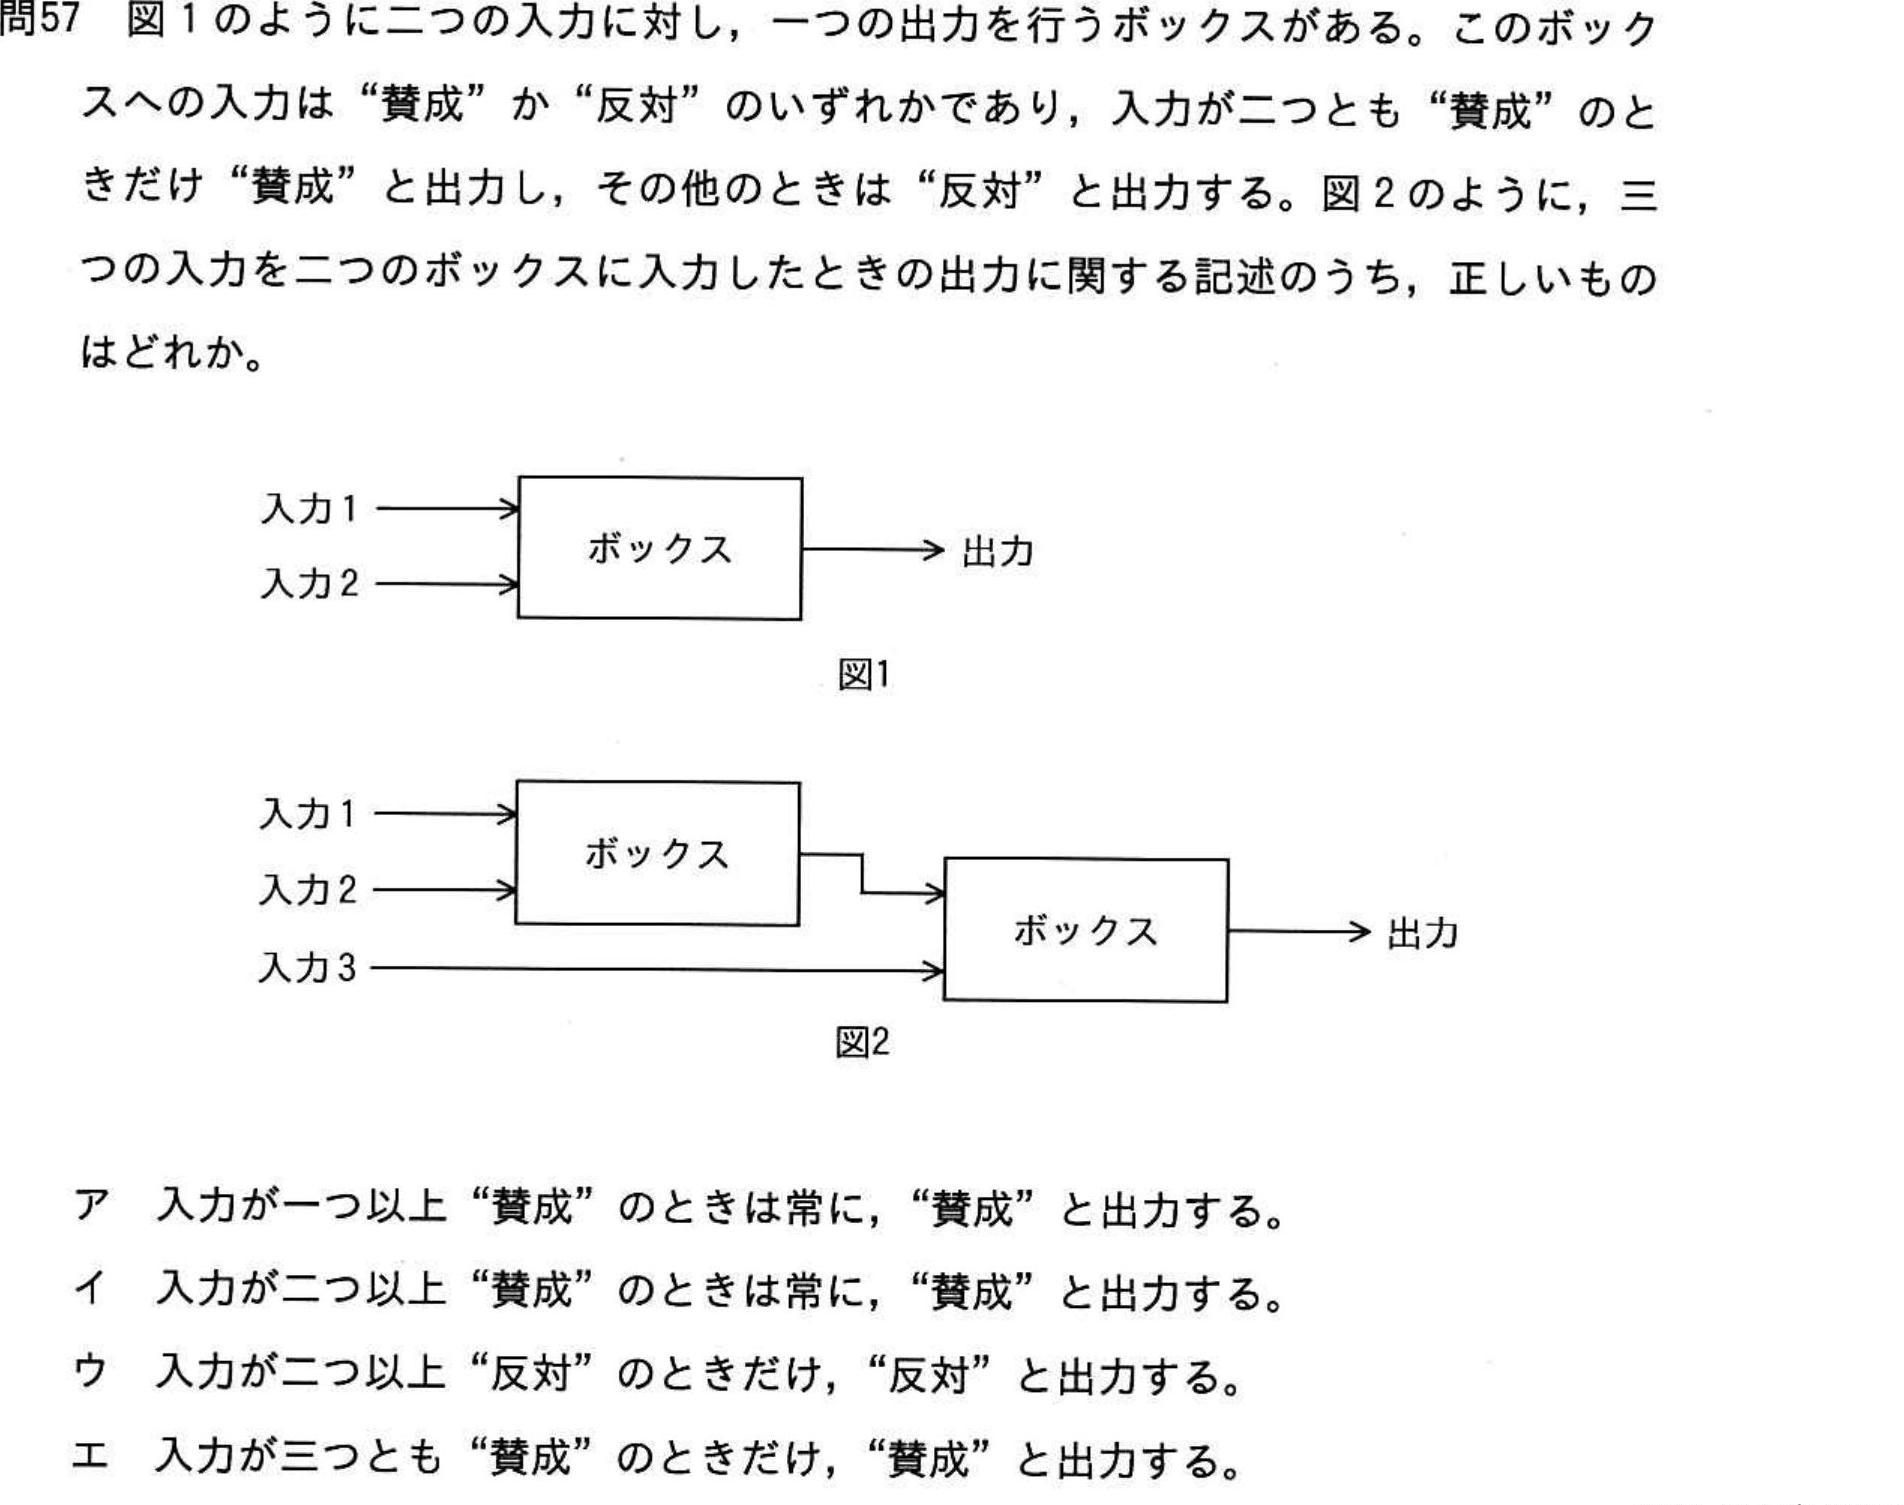 問57　図1のように二つの入力に対し，一つの出力を行うボックスがある。このボック
スへの入力は“賛成”か“反対”のいずれかであり，入力が二つとも“賛成”のと
きだけ“賛成”と出力し，その他のときは“反対”と出力する。図2のように，三
つの入力を二つのボックスに入力したときの出力に関する記述のうち，正しいもの
はどれか。
入力1
ボックス
出力
入力2
図1
入力1
ボックス
入力2
ボックス
出力
入力3
図2
ア　入力が一つ以上“賛成”のときは常に，“賛成”と出力する。
イ　入力が二つ以上“賛成”のときは常に，“賛成”と出力する。
ウ　入力が二つ以上“反対”のときだけ，“反対”と出力する。
エ　入力が三つとも“賛成”のときだけ，“賛成”と出力する。